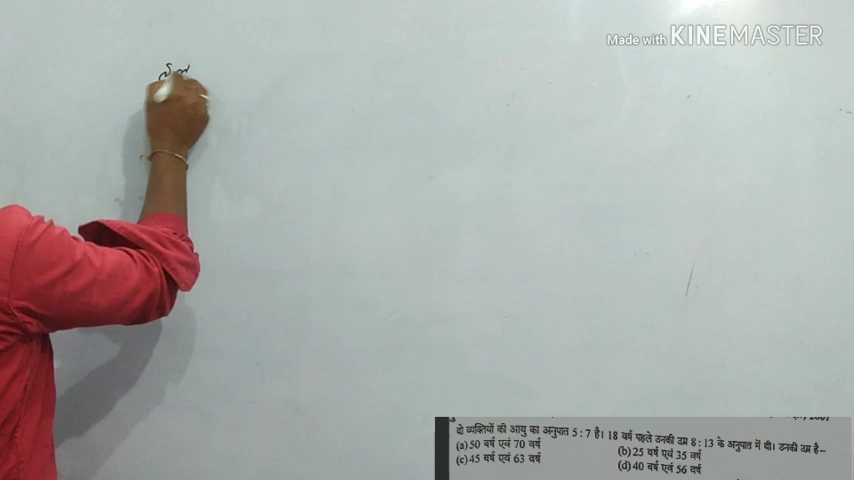 Made with KINEMASTER
दो व्यक्तियों की आयु का अनुपात 5 : 7 है। 18 वर्ष पहले उनकी उम्र 8 : 13 के अनुपात में थी। उनकी उम्र है–
(a) 50 वर्ष एवं 70 वर्ष (b) 25 वर्ष एवं 35 वर्ष
(c) 45 वर्ष एवं 63 वर्ष (d) 40 वर्ष एवं 56 वर्ष